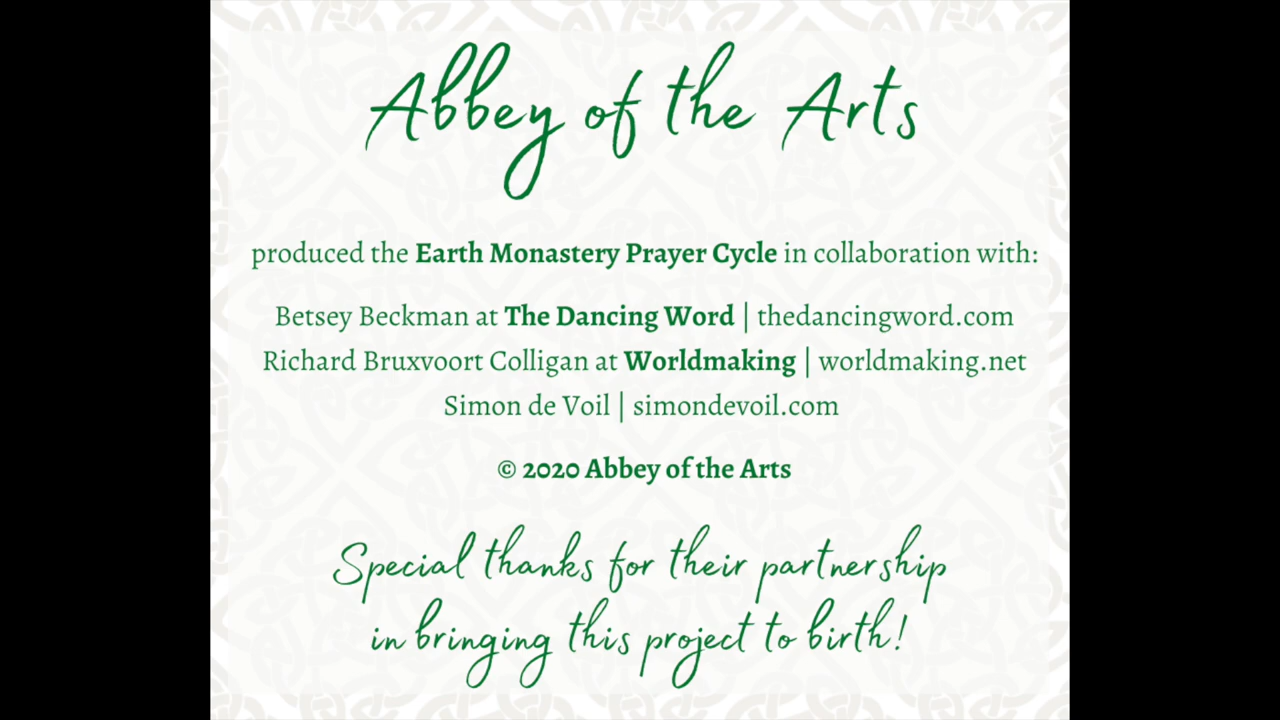 Abbey of the Arts
produced the Earth Monastery Prayer Cycle in collaboration with:
Betsey Beckman at The Dancing Word | thedancingword.com
Richard Bruxvoort Colligan at Worldmaking | worldmaking.net
Simon de Voil | simondevoil.com
© 2020 Abbey of the Arts
Special thanks for their partnership
in bringing this project to birth!